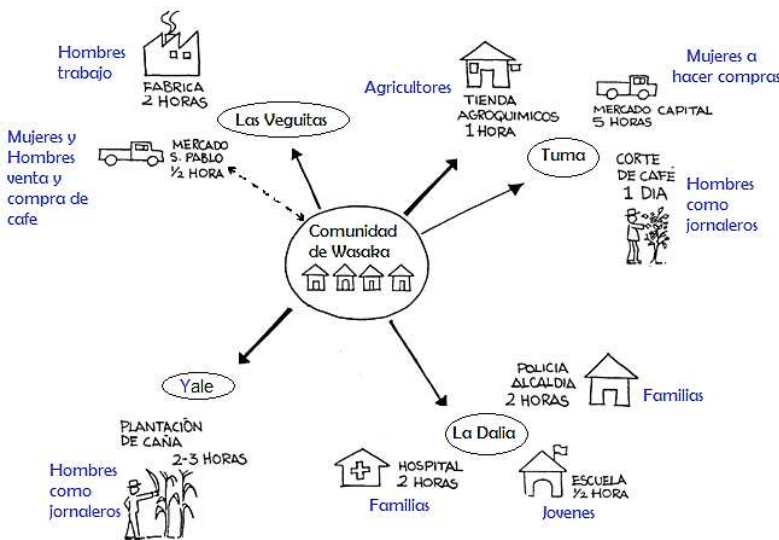 Hombres
trabajo
FABRICA
2 HORAS
Las Veguitas
Mujeres y
Hombres
venta y
compra de
cafe
MERCADO
S. PABLO
½ HORA
Agricultores
TIENDA
AGROQUIMICOS
1 HORA
Mujeres a
hacer compras
MERCADO CAPITAL
5 HORAS
Tuma
CORTE
DE CAFÉ
1 DIA
Hombres
como
jornaleros
Comunidad
de Wasaka
Yale
PLANTACIÓN
DE CAÑA
2-3 HORAS
Hombres
como
jornaleros
POLICIA
ALCALDIA
2 HORAS
Familias
La Dalia
HOSPITAL
2 HORAS
Familias
ESCUELA
½ HORA
Jovenes